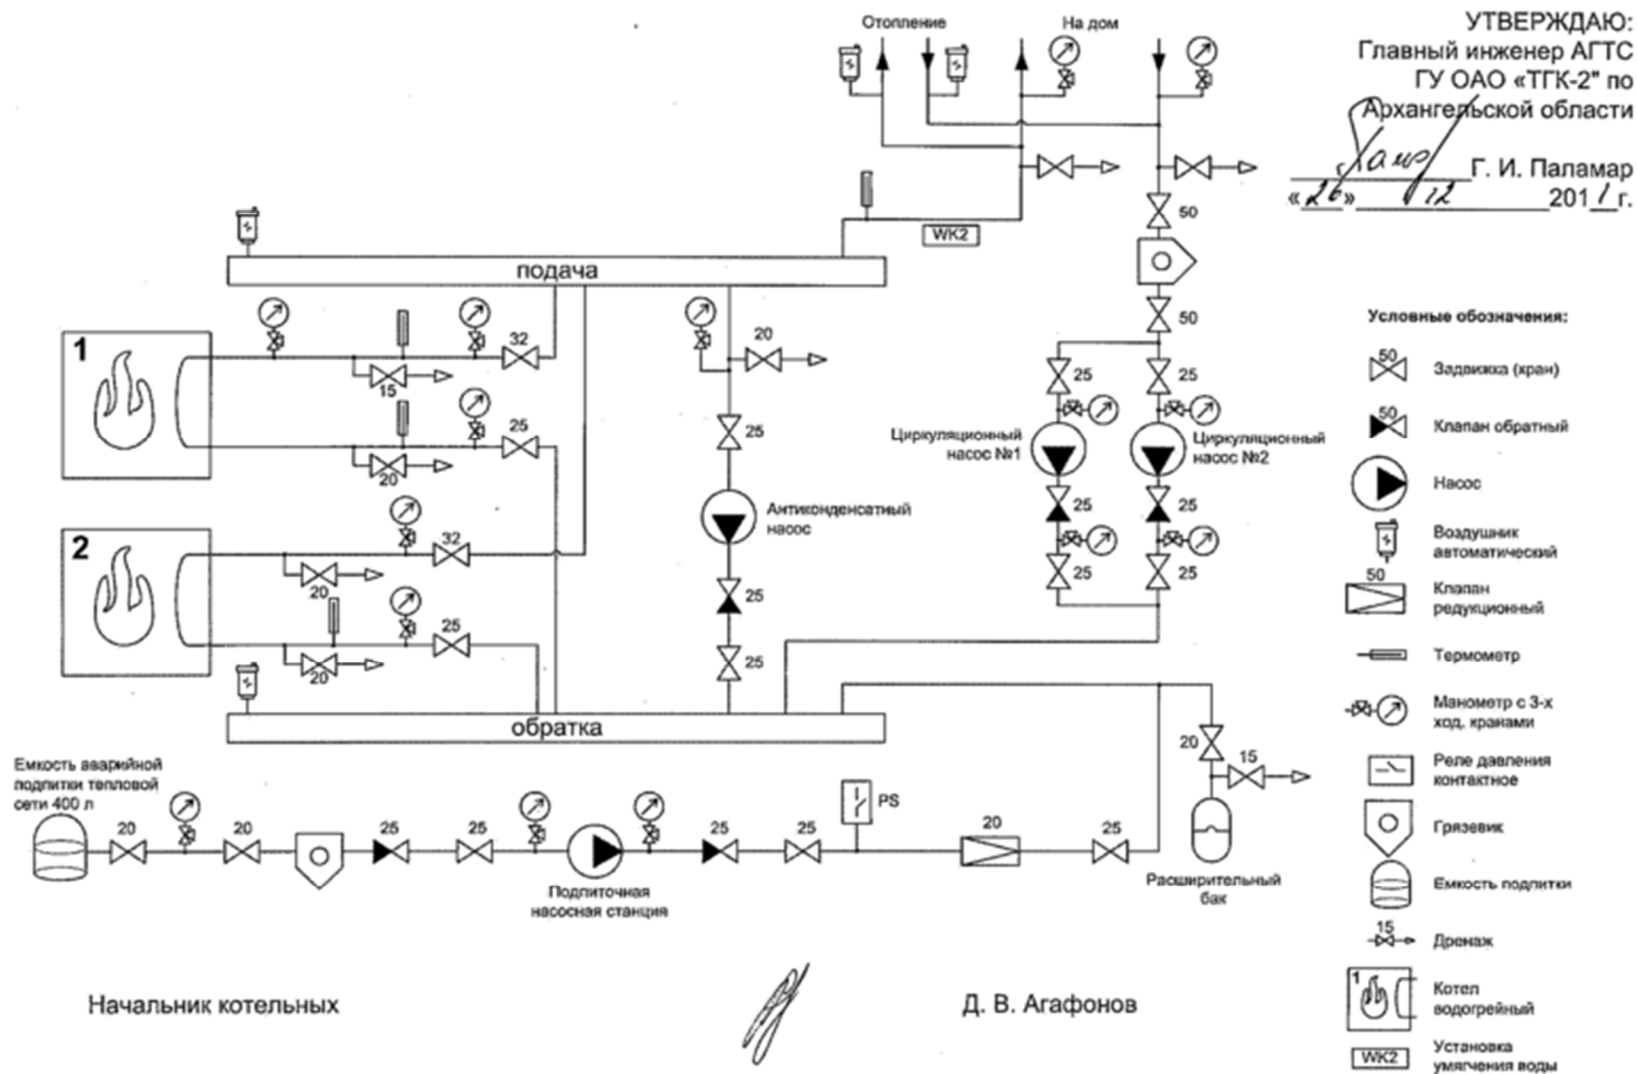 Отопление
На дом
УТВЕРЖДАЮ:
Главный инженер АГТС
ГУ ОАО «ТГК-2" по
Архангельской области
Г. И. Паламар
«26» 12 2011 г.
50
WK2
подача
50
1
32
20
15
25
25
25
25
20
Циркуляционный
насос №1
Циркуляционный
насос №2
2
32
Антиконденсатный
насос
25
25
20
25
25
25
25
20
25
обратка
20
15
Емкость аварийной
подпитки тепловой
сети 400 л
20
20
25
25
25
25
PS
20
25
Подпиточная
насосная станция
Расширительный
бак
Условные обозначения:
50
Задвижка (кран)
50
Клапан обратный
Насос
Воздушник
автоматический
50
Клапан
редукционный
Термометр
Манометр с 3-х
ход. кранами
Реле давления
контактное
Грязевик
Емкость подпитки
15
Дренаж
1
Котел
водогрейный
WK2
Установка
умягчения воды
Начальник котельных
Д. В. Агафонов